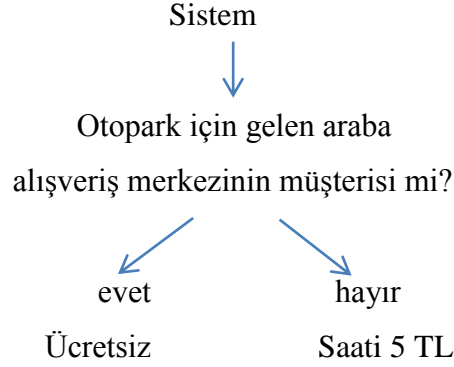 Sistem
Otopark için gelen araba
alışveriş merkezinin müşterisi mi?
evet hayır
Ücretsiz Saati 5 TL